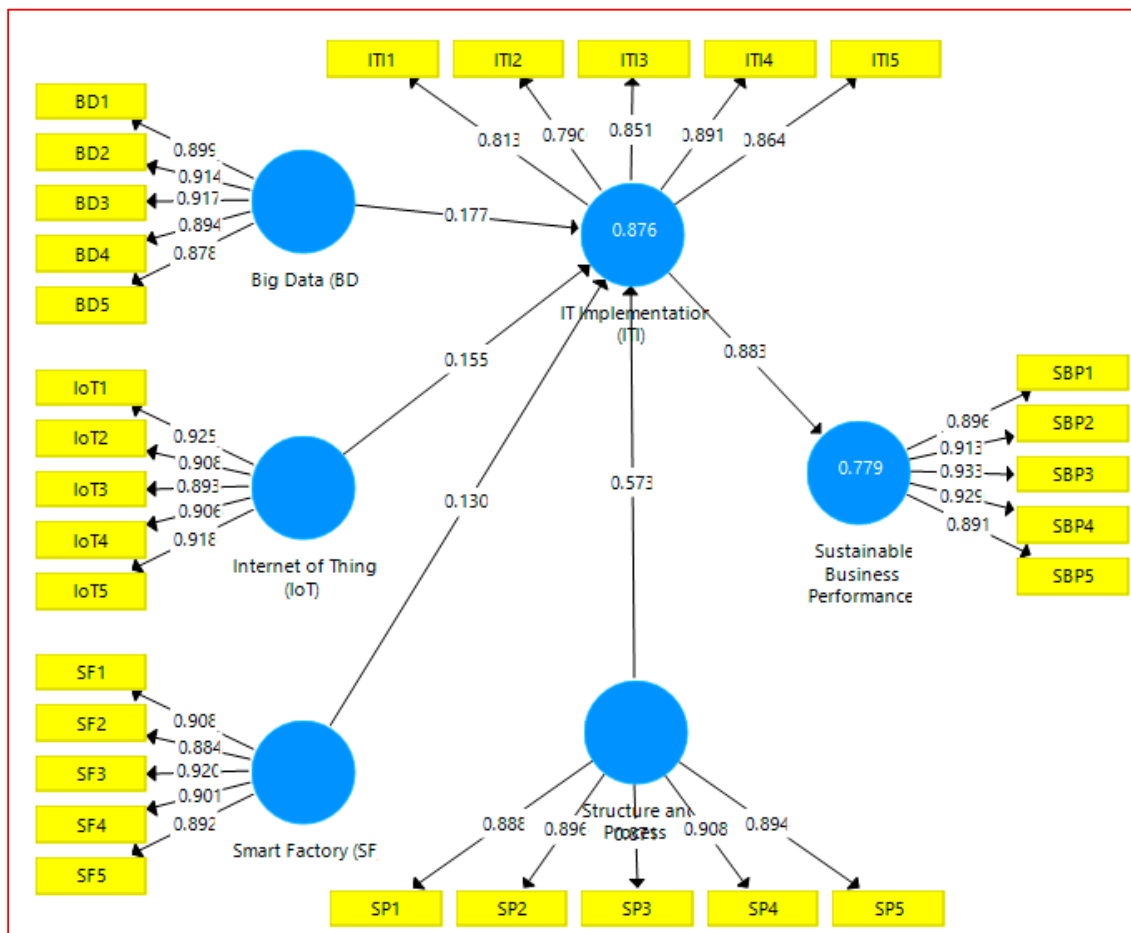 ITI1
ITI2
ITI3
ITI4
ITI5
0.813
0.790
0.851
0.891
0.864
BD1
BD2
BD3
BD4
BD5
0.899
0.914
0.917
0.894
0.878
Big Data (BD
0.177
0.876
IT Implementation
(ITI)
0.155
0.883
IoT1
IoT2
IoT3
IoT4
IoT5
0.925
0.908
0.893
0.906
0.918
Internet of Thing
(IoT)
0.130
0.573
0.779
Sustainable
Business
Performance
0.896
0.913
0.933
0.929
0.891
SBP1
SBP2
SBP3
SBP4
SBP5
SF1
SF2
SF3
SF4
SF5
0.908
0.884
0.920
0.901
0.892
Smart Factory (SF
Structure and
Process
0.888
0.896
0.871
0.908
0.894
SP1
SP2
SP3
SP4
SP5